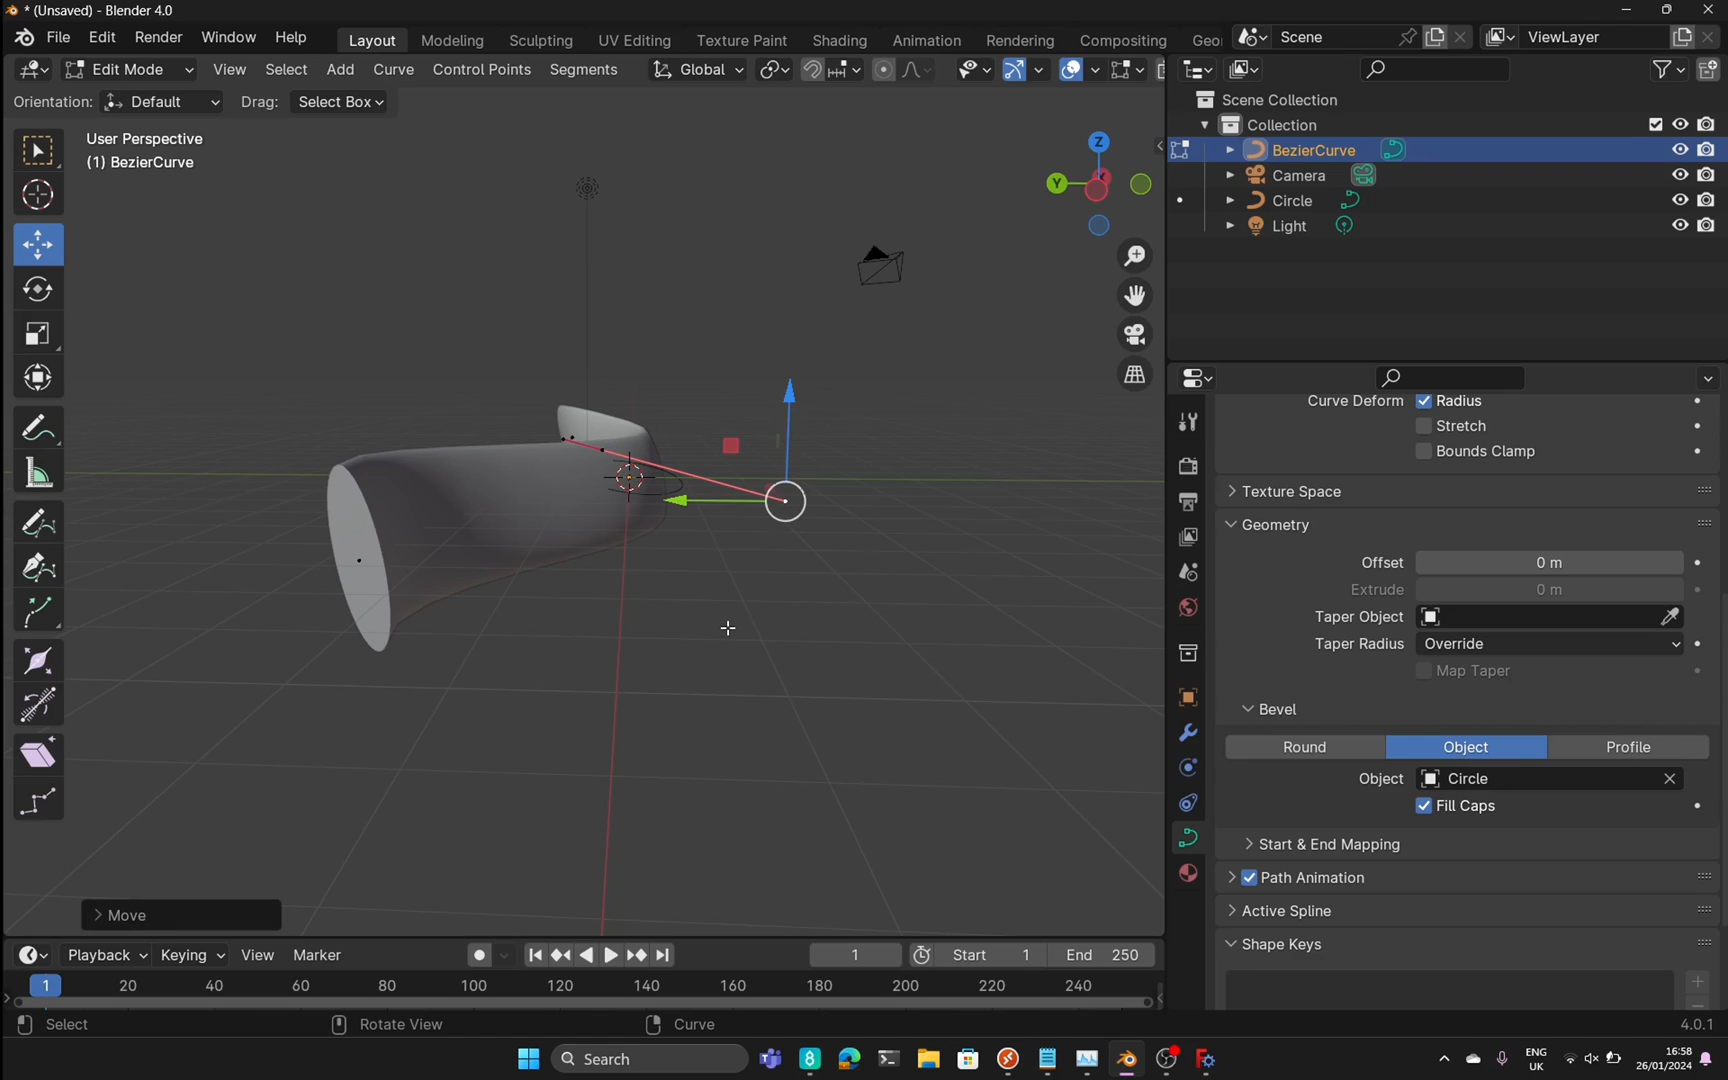 * (Unsaved) - Blender 4.0
File Edit Render Window Help Layout Modeling Sculpting UV Editing Texture Paint Shading Animation Rendering Compositing Scene ViewLayer
Edit Mode View Select Add Curve Control Points Segments Global
Orientation: Default Drag: Select Box
User Perspective
(1) BezierCurve
Z
Y
Scene Collection
Collection
BezierCurve
Camera
Circle
Light
Curve Deform Radius
Stretch
Bounds Clamp
Texture Space
Geometry
Offset 0 m
Extrude 0 m
Taper Object
Taper Radius Override
Map Taper
Bevel
Round Object Profile
Object Circle
Fill Caps
Start & End Mapping
Path Animation
Active Spline
Shape Keys
Move
Playback Keying View Marker 1 Start 1 End 250
1 20 40 60 80 100 120 140 160 180 200 220 240
Select Rotate View Curve 4.0.1
Search
ENG
UK
16:58
26/01/2024